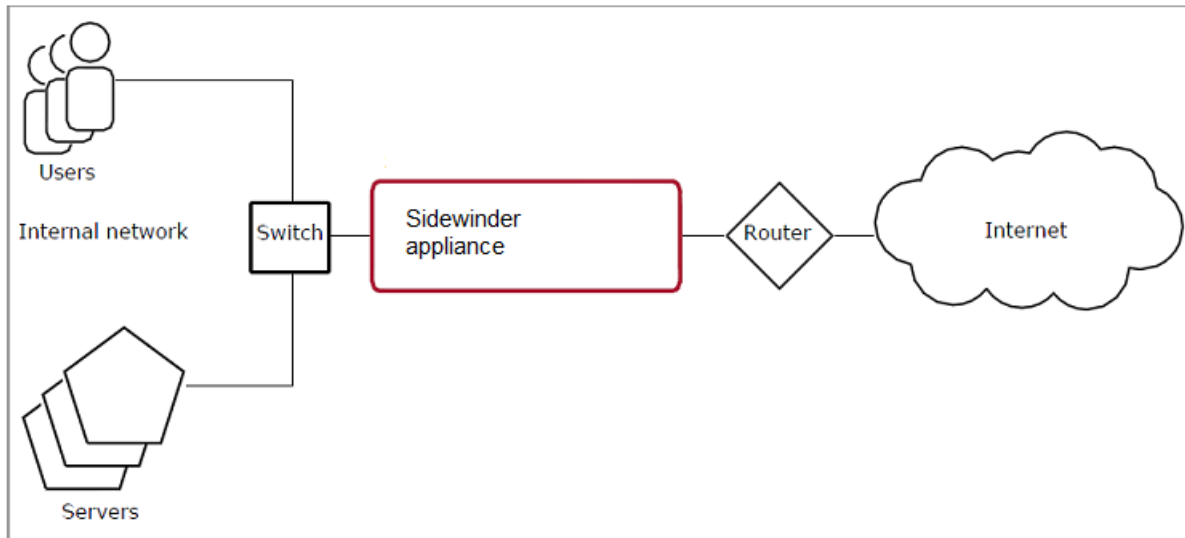 Users
Internal network
Switch
Sidewinder
appliance
Router
Internet
Servers